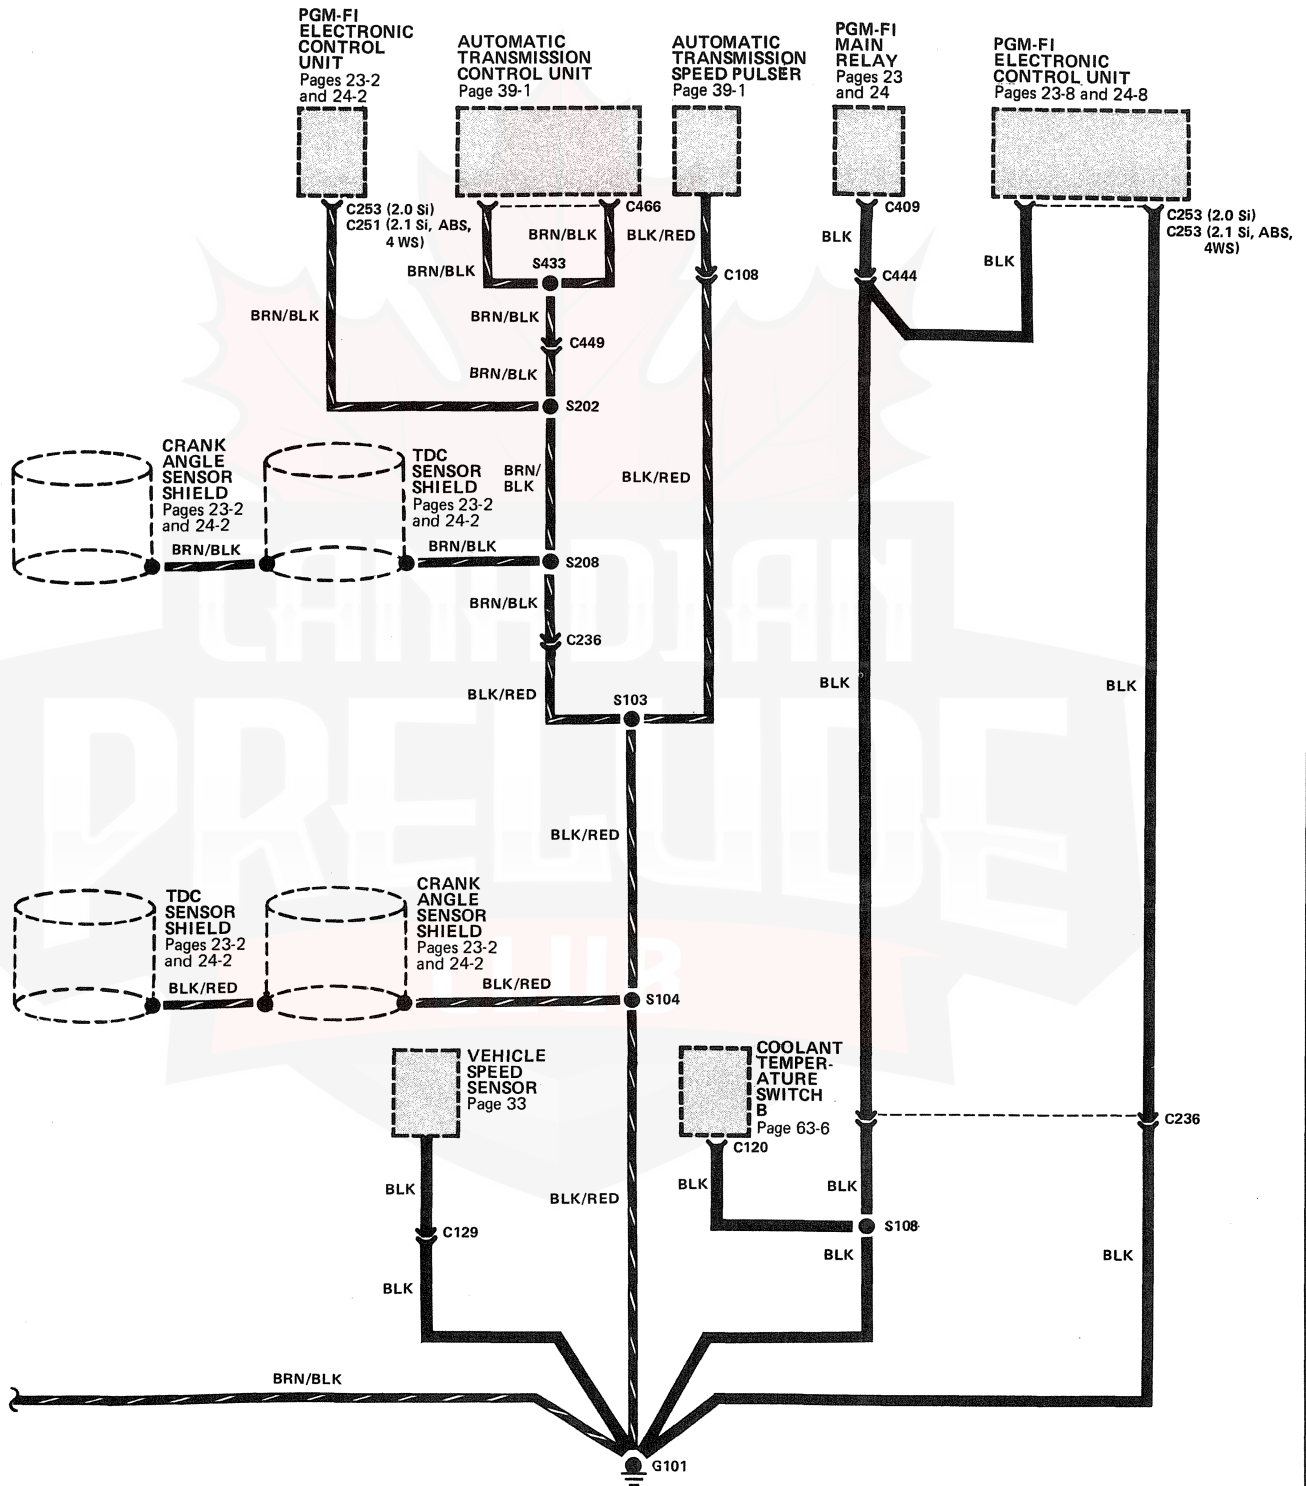 PGM-FI
ELECTRONIC
CONTROL
UNIT
Pages 23-2
and 24-2
AUTOMATIC
TRANSMISSION
CONTROL UNIT
Page 39-1
AUTOMATIC
TRANSMISSION
SPEED PULSER
Page 39-1
PGM-FI
MAIN
RELAY
Pages 23
and 24
PGM-FI
ELECTRONIC
CONTROL UNIT
Pages 23-8 and 24-8
C253 (2.0 Si)
C251 (2.1 Si, ABS,
4 WS)
C466
C409
C253 (2.0 Si)
C253 (2.1 Si, ABS,
4WS)
BRN/BLK
BLK/RED
BLK
BRN/BLK
S433
C108
C444
BLK
BRN/BLK
BRN/BLK
C449
BRN/BLK
S202
CRANK
ANGLE
SENSOR
SHIELD
Pages 23-2
and 24-2
TDC
SENSOR
SHIELD
Pages 23-2
and 24-2
BRN/
BLK
BLK/RED
BRN/BLK
BRN/BLK
S208
BRN/BLK
C236
BLK/RED
S103
BLK
BLK
CANADIAN
PRELUDE
CLUB
BLK/RED
TDC
SENSOR
SHIELD
Pages 23-2
and 24-2
CRANK
ANGLE
SENSOR
SHIELD
Pages 23-2
and 24-2
BLK/RED
BLK/RED
S104
VEHICLE
SPEED
SENSOR
Page 33
COOLANT
TEMPER-
ATURE
SWITCH
B
Page 63-6
C120
C236
BLK
BLK/RED
BLK
BLK
C129
S108
BLK
BLK
BLK
BRN/BLK
G101